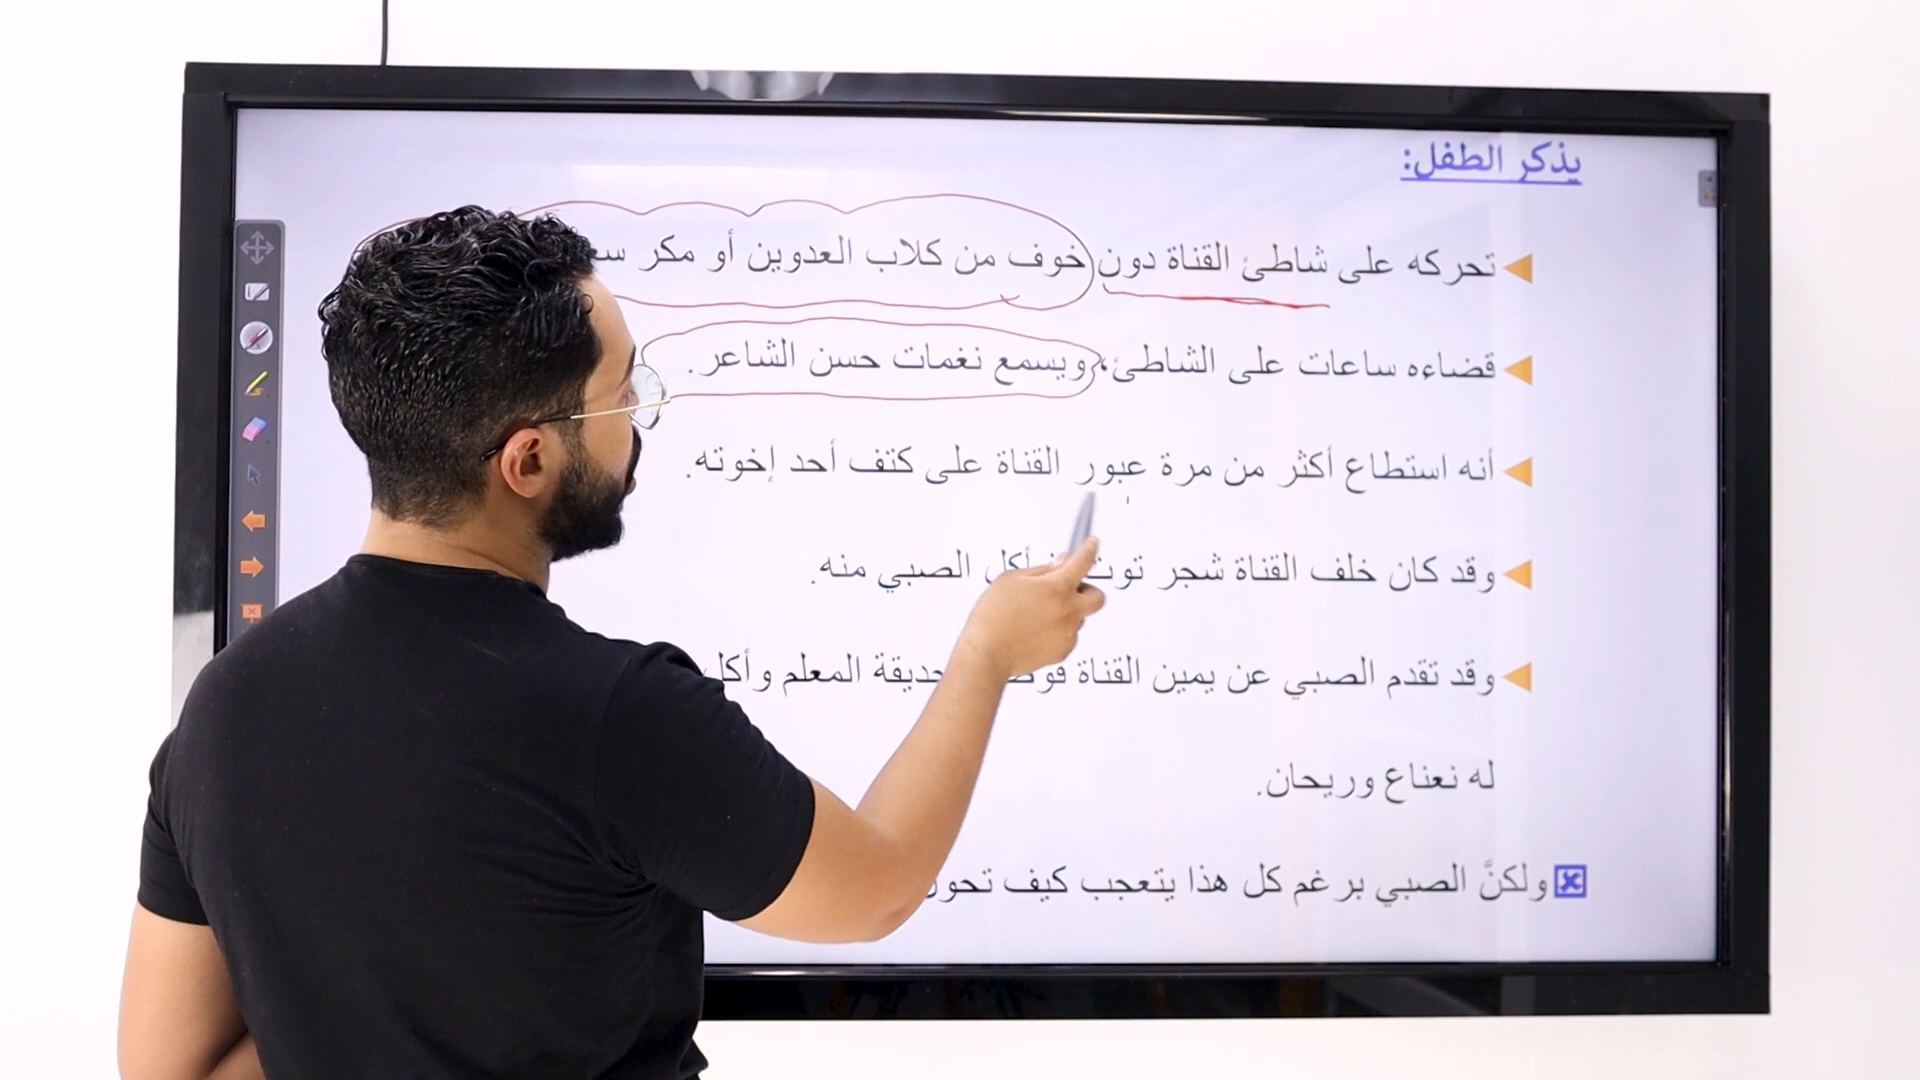 يذكر الطفل:
تحركه على شاطئ القناة دون خوف من كلاب العدوين أو مكر
قضاءه ساعات على الشاطئ، ويسمع نغمات حسن الشاعر.
أنه استطاع أكثر من مرة عبور القناة على كتف أحد إخوته.
وقد كان خلف القناة شجر الصبي منه.
وقد تقدم الصبي عن يمين القناة حديقة المعلم وأكل
له نعناع وريحان.
ولكنَّ الصبي برغم كل هذا يتعجب كيف